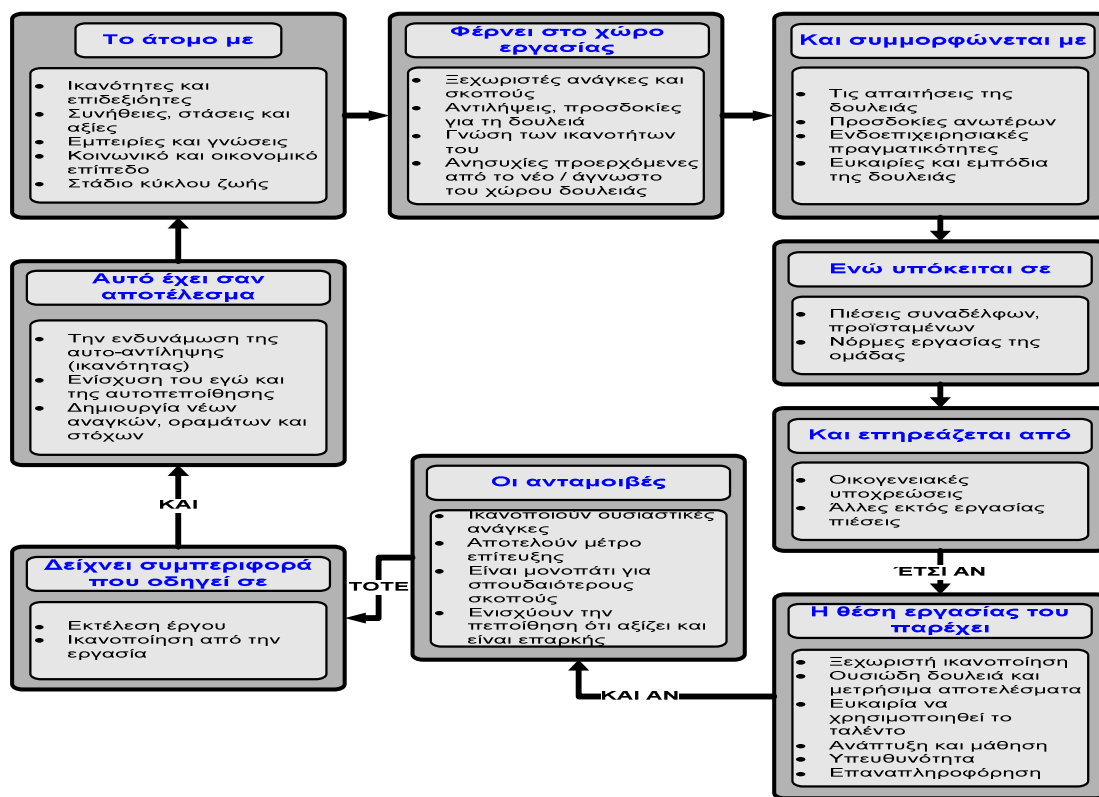 Το άτομο με
Ικανότητες και
επιδεξιόητες
Συνήθειες, στάσεις και
αξίες
Εμπειρίες και γνώσεις
Κοινωνικό και οικονομικό
επίπεδο
Στάδιο κύκλου ζωής
Φέρνει στο χώρο
εργασίας
Ξεχωριστές ανάγκες και
σκοπούς
Αντιλήψεις, προσδοκίες
για τη δουλειά
Γνώση των ικανοτήτων
του
Ανησυχίες προερχόμενες
από το νέο / άγνωστο
του χώρου δουλειάς
Και συμμορφώνεται με
Τις απαιτήσεις της
δουλειάς
Προσδοκίες ανωτέρων
Ενδοεπιχειρησιακές
πραγματικότητες
Ευκαιρίες και εμπόδια
της δουλειάς
Ενώ υπόκειται σε
Πιέσεις συναδέλφων,
προϊσταμένων
Νόρμες εργασίας της
ομάδας
Και επηρεάζεται από
Οικογενειακές
υποχρεώσεις
Άλλες εκτός εργασίας
πιέσεις
ΈΤΣΙ ΑΝ
Η θέση εργασίας του
παρέχει
Ξεχωριστή ικανοποίηση
Ουσιώδη δουλειά και
μετρήσιμα αποτελέσματα
Ευκαιρία να
χρησιμοποιηθεί το
ταλέντο
Ανάπτυξη και μάθηση
Υπευθυνότητα
Επαναπληροφόρηση
ΚΑΙ ΑΝ
Οι ανταμοιβές
Ικανοποιούν ουσιαστικές
ανάγκες
Αποτελούν μέτρο
επίτευξης
Είναι μονοπάτι για
σπουδαιότερους
σκοπούς
Ενισχύουν την
πεποίθηση ότι αξίζει και
είναι επαρκής
ΤΟΤΕ
Δείχνει συμπεριφορά
που οδηγεί σε
Εκτέλεση έργου
Ικανοποίηση από την
εργασία
ΚΑΙ
Αυτό έχει σαν
αποτέλεσμα
Την ενδυνάμωση της
αυτο-αντίληψης
(ικανότητας)
Ενίσχυση του εγώ και
της αυτοπεποίθησης
Δημιουργία νέων
αναγκών, οραμάτων και
στόχων